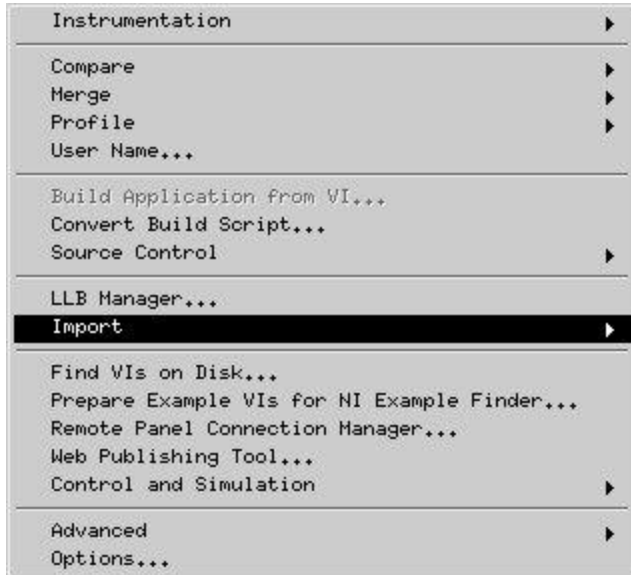 Instrumentation
Compare
Merge
Profile
User Name...
Build Application from VI...
Convert Build Script...
Source Control
LLB Manager...
Import
Find VIs on Disk...
Prepare Example VIs for NI Example Finder...
Remote Panel Connection Manager...
Web Publishing Tool...
Control and Simulation
Advanced
Options...